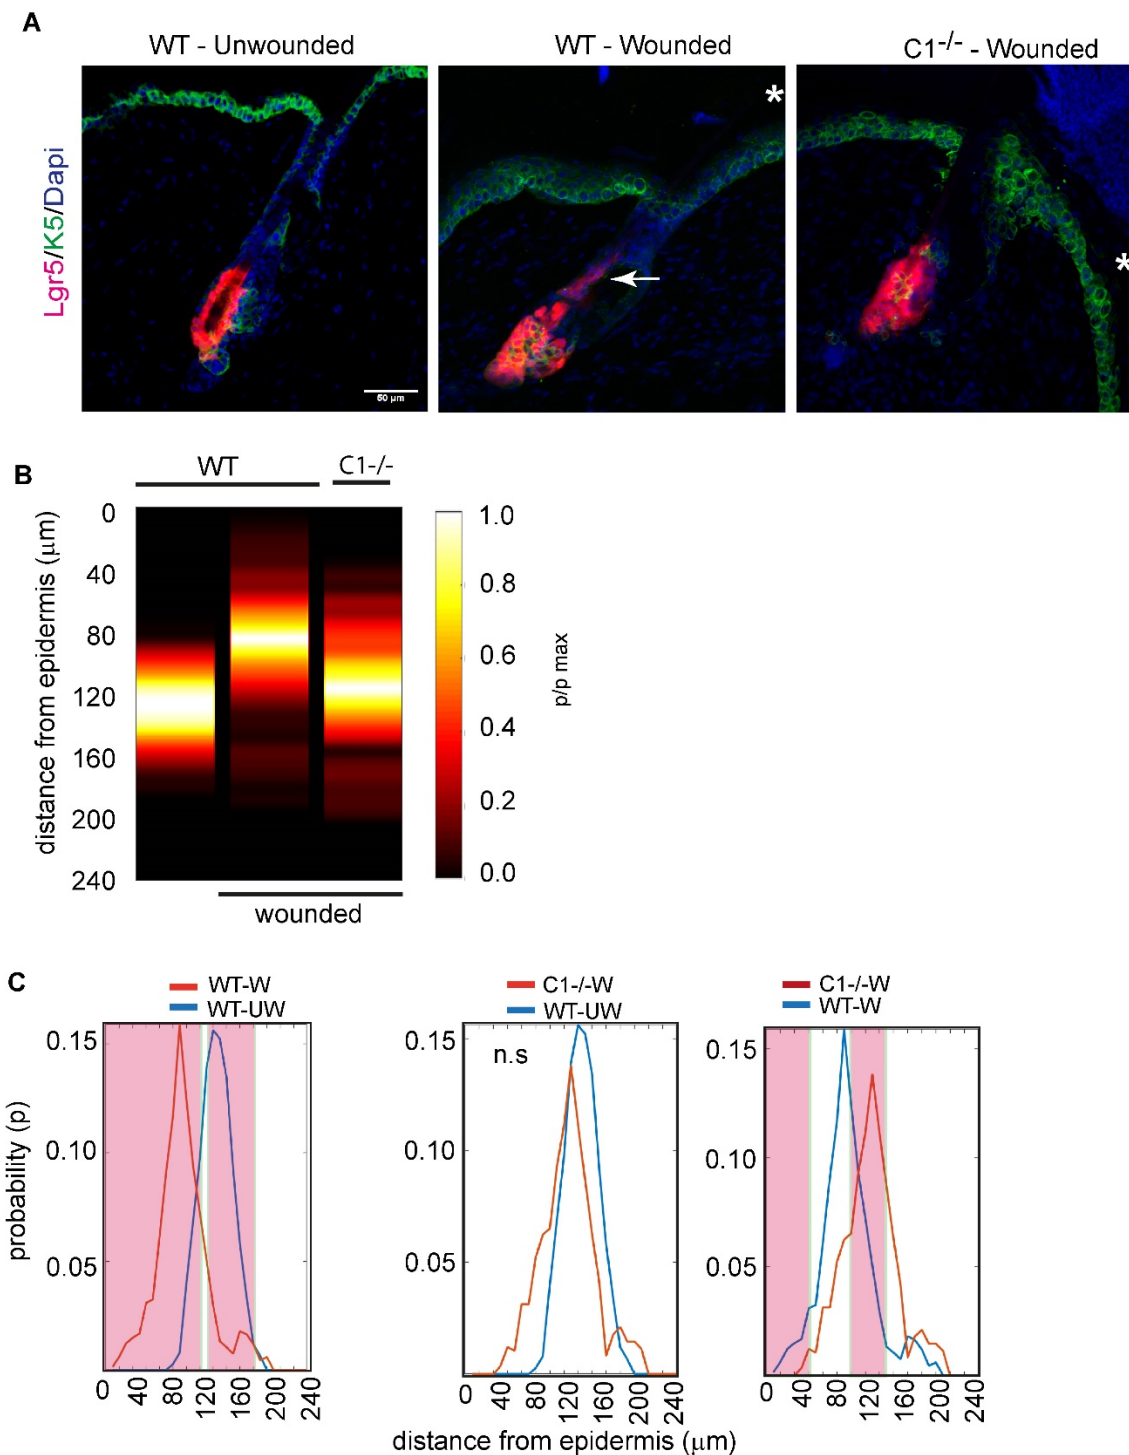 A
WT - Unwounded
WT - Wounded
C1-/- - Wounded
Lgr5/K5/Dapi
*
*
50 µm
B
WT
C1-/-
distance from epidermis (µm)
0
40
80
120
160
200
240
1.0
0.8
0.6
0.4
0.2
0.0
p/p max
wounded
C
WT-W
WT-UW
C1-/-W
WT-UW
C1-/-W
WT-W
probability (p)
0.15
0.10
0.05
n.s
0.15
0.10
0.05
0.15
0.10
0.05
0 40 80 120 160 200 240
0 40 80 120 160 200 240
0 40 80 120 160 200 240
distance from epidermis (µm)